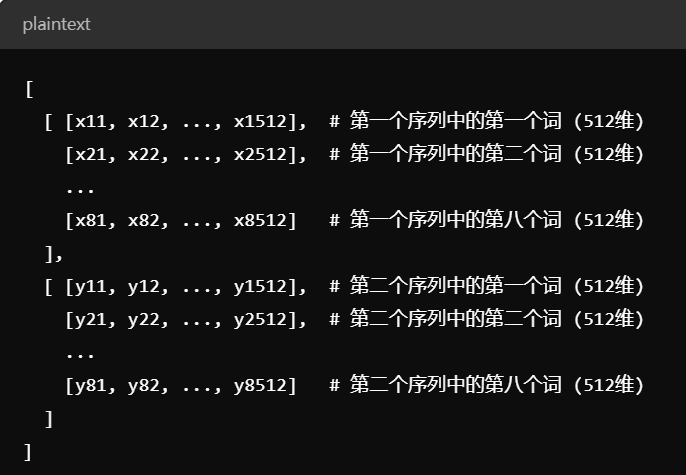 plaintext
[
  [ [x11, x12, ..., x1512],  # 第一个序列中的第一个词 (512维)
    [x21, x22, ..., x2512],  # 第一个序列中的第二个词 (512维)
    ...
    [x81, x82, ..., x8512]   # 第一个序列中的第八个词 (512维)
  ],
  [ [y11, y12, ..., y1512],  # 第二个序列中的第一个词 (512维)
    [y21, y22, ..., y2512],  # 第二个序列中的第二个词 (512维)
    ...
    [y81, y82, ..., y8512]   # 第二个序列中的第八个词 (512维)
  ]
]